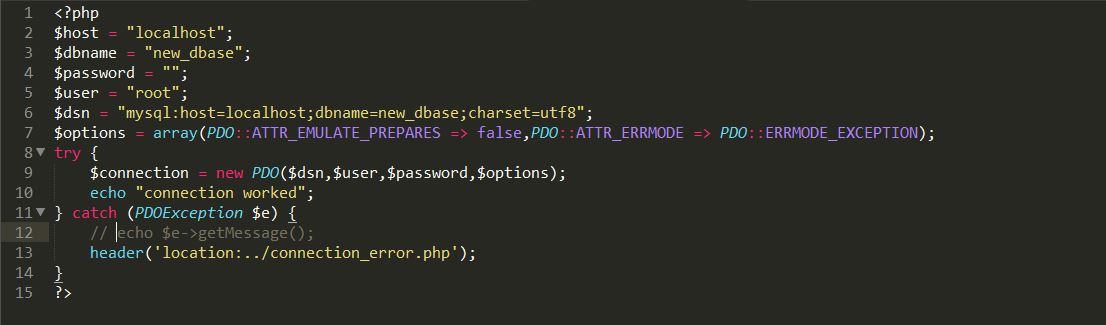 1 <?php
2 $host = "localhost";
3 $dbname = "new_dbase";
4 $password = "";
5 $user = "root";
6 $dsn = "mysql:host=localhost;dbname=new_dbase;charset=utf8";
7 $options = array(PDO::ATTR_EMULATE_PREPARES => false,PDO::ATTR_ERRMODE => PDO::ERRMODE_EXCEPTION);
8 try {
9     $connection = new PDO($dsn,$user,$password,$options);
10     echo "connection worked";
11 } catch (PDOException $e) {
12     // echo $e->getMessage();
13     header('location:../connection_error.php');
14 }
15 ?>